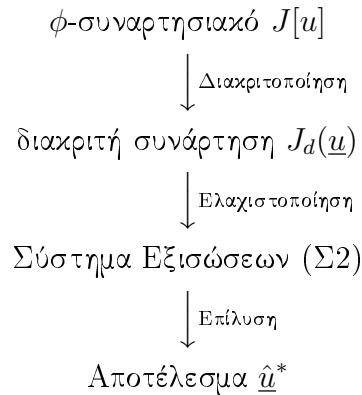 ϕ-συναρτησιακό J[u]
Διακριτοποίηση
διακριτή συνάρτηση J_d(u̲)
Ελαχιστοποίηση
Σύστημα Εξισώσεων (Σ2)
Επίλυση
Αποτέλεσμα û̲*